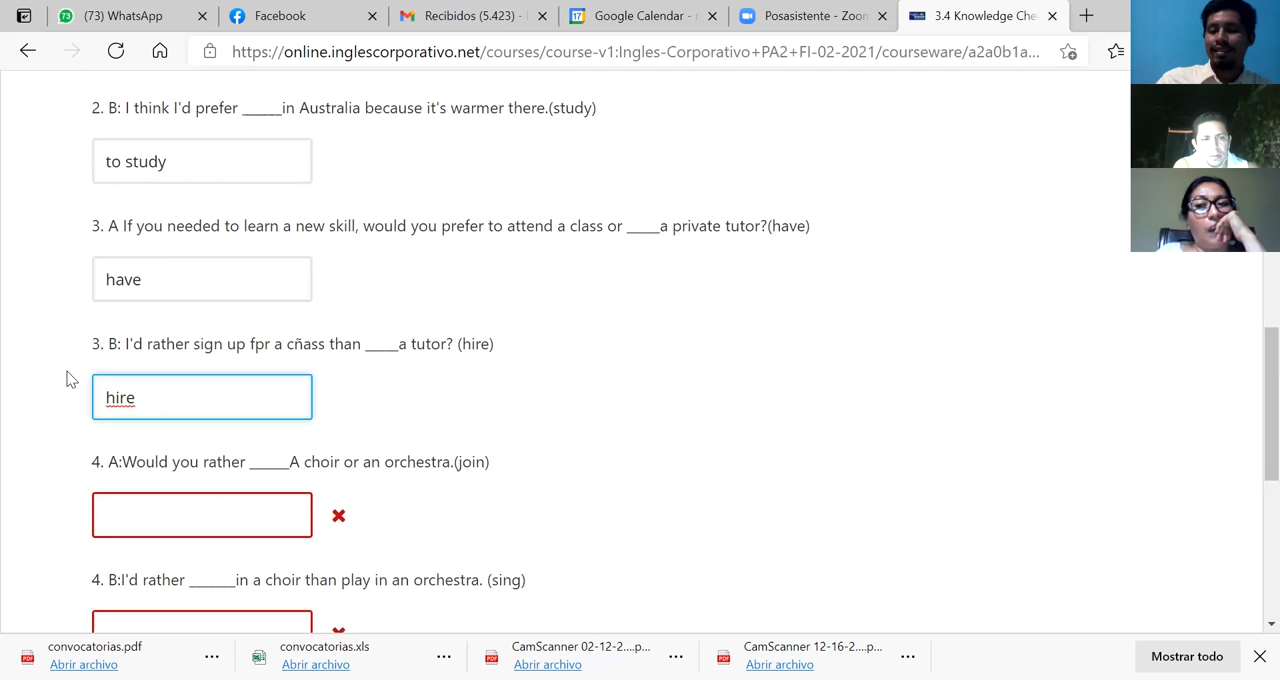 (73) WhatsApp
Facebook
Recibidos (5.423) -
Google Calendar -
Posasistente - Zoom
3.4 Knowledge Che
https://online.inglescorporativo.net/courses/course-v1:Ingles-Corporativo+PA2+FI-02-2021/courseware/a2a0b1a...
2. B: I think I'd prefer ______in Australia because it's warmer there.(study)
to study
3. A If you needed to learn a new skill, would you prefer to attend a class or _____a private tutor?(have)
have
3. B: I'd rather sign up fpr a cñass than _____a tutor? (hire)
hire
4. A:Would you rather ______A choir or an orchestra.(join)
4. B:I'd rather _______in a choir than play in an orchestra. (sing)
convocatorias.pdf
Abrir archivo
convocatorias.xls
Abrir archivo
CamScanner 02-12-2....p...
Abrir archivo
CamScanner 12-16-2....p...
Abrir archivo
Mostrar todo